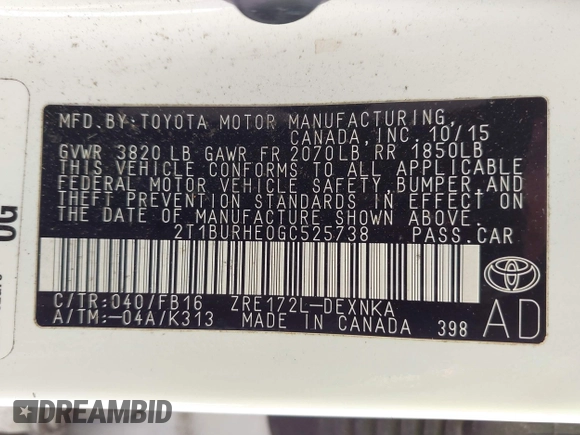 MFD.BY:TOYOTA MOTOR MANUFACTURING,
CANADA,INC. 10/15
GVWR 3820 LB GAWR FR 2070LB RR 1850LB
THIS VEHICLE CONFORMS TO ALL APPLICABLE
FEDERAL MOTOR VEHICLE SAFETY, BUMPER, AND
THEFT PREVENTION STANDARDS IN EFFECT ON
THE DATE OF MANUFACTURE SHOWN ABOVE.
2T1BURHE0GC525738 PASS.CAR
C/TR:040/FB16 ZRE172L-DEXNKA
A/TM:-04A/K313 MADE IN CANADA 398
AD
DREAMBID